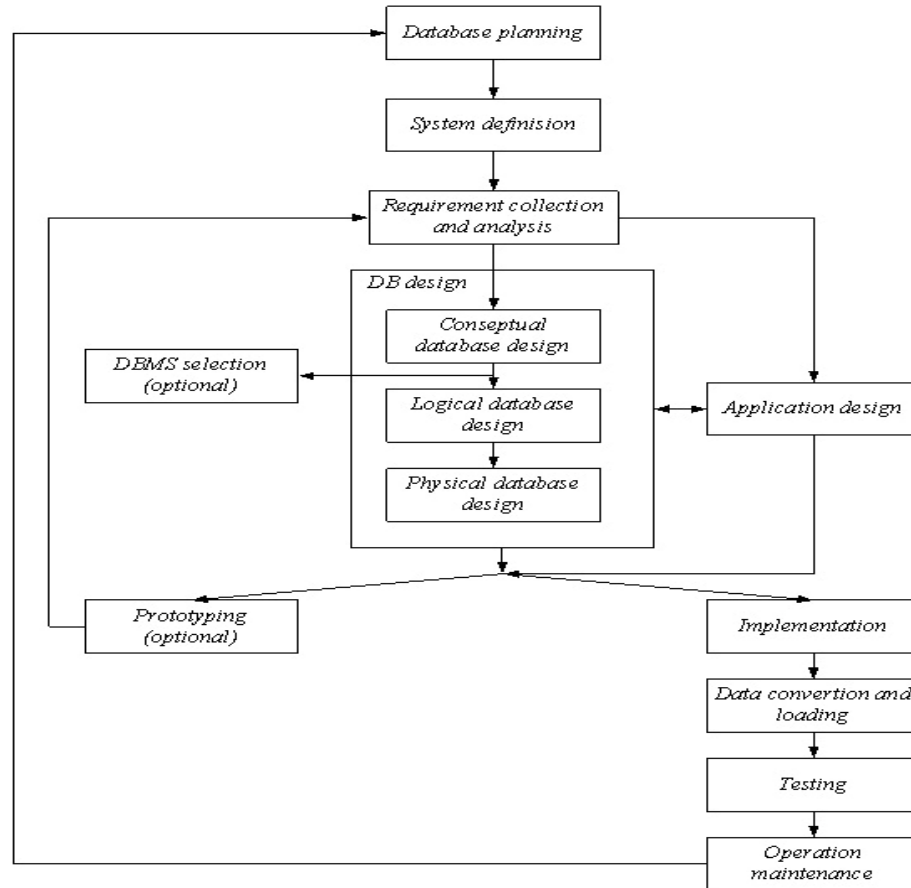 Database planning
System definision
Requirement collection
and analysis
DB design
Conseptual
database design
DBMS selection
(optional)
Logical database
design
Application design
Physical database
design
Prototyping
(optional)
Implementation
Data convertion and
loading
Testing
Operation
maintenance